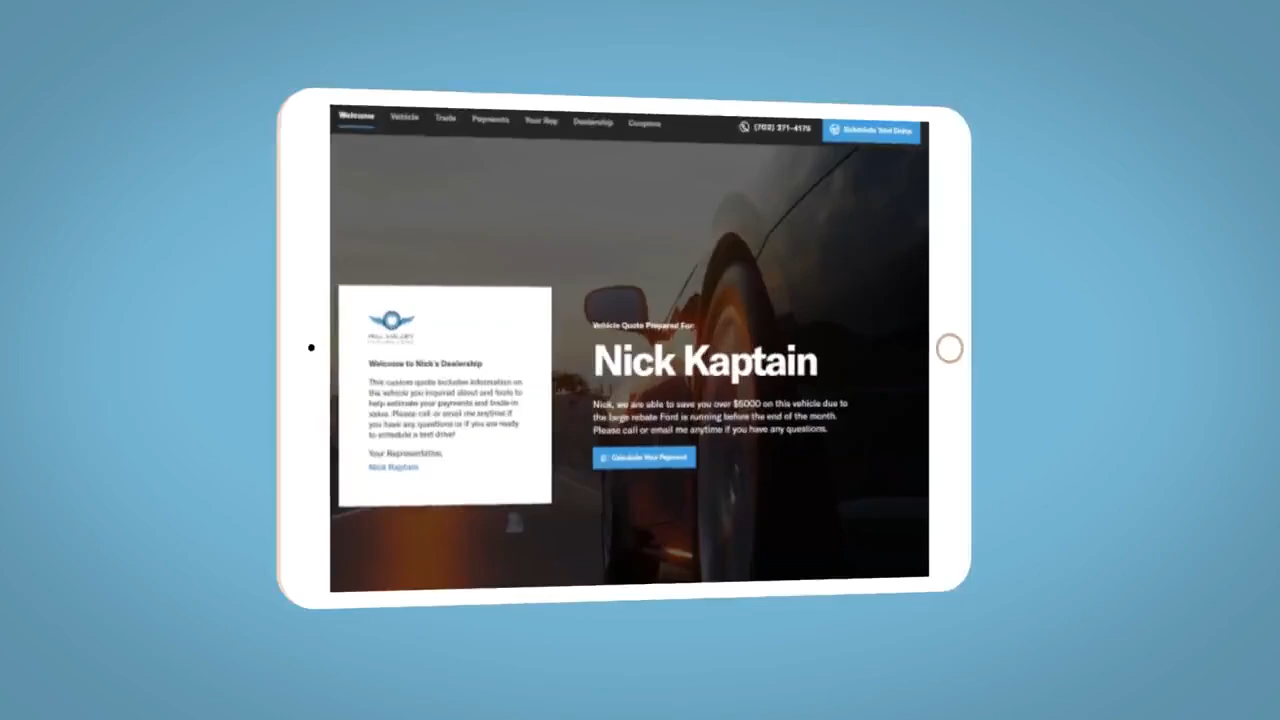 Welcome
Vehicle
Trade
Payments
Your Rep
Dealership
Coupons
(702) 271-4175
Schedule Test Drive
Welcome to Nick's Dealership
This custom quote includes information on
the vehicle you inquired about and tools to
help estimate your payments and trade-in
value. Please call or email me anytime if
you have any questions or if you are ready
to schedule a test drive!
Your Representative,
Nick Kaptain
Vehicle Quote Prepared For:
Nick Kaptain
Nick, we are able to save you over $5000 on this vehicle due to
the large rebate Ford is running before the end of the month.
Please call or email me anytime if you have any questions.
Calculate Your Payment